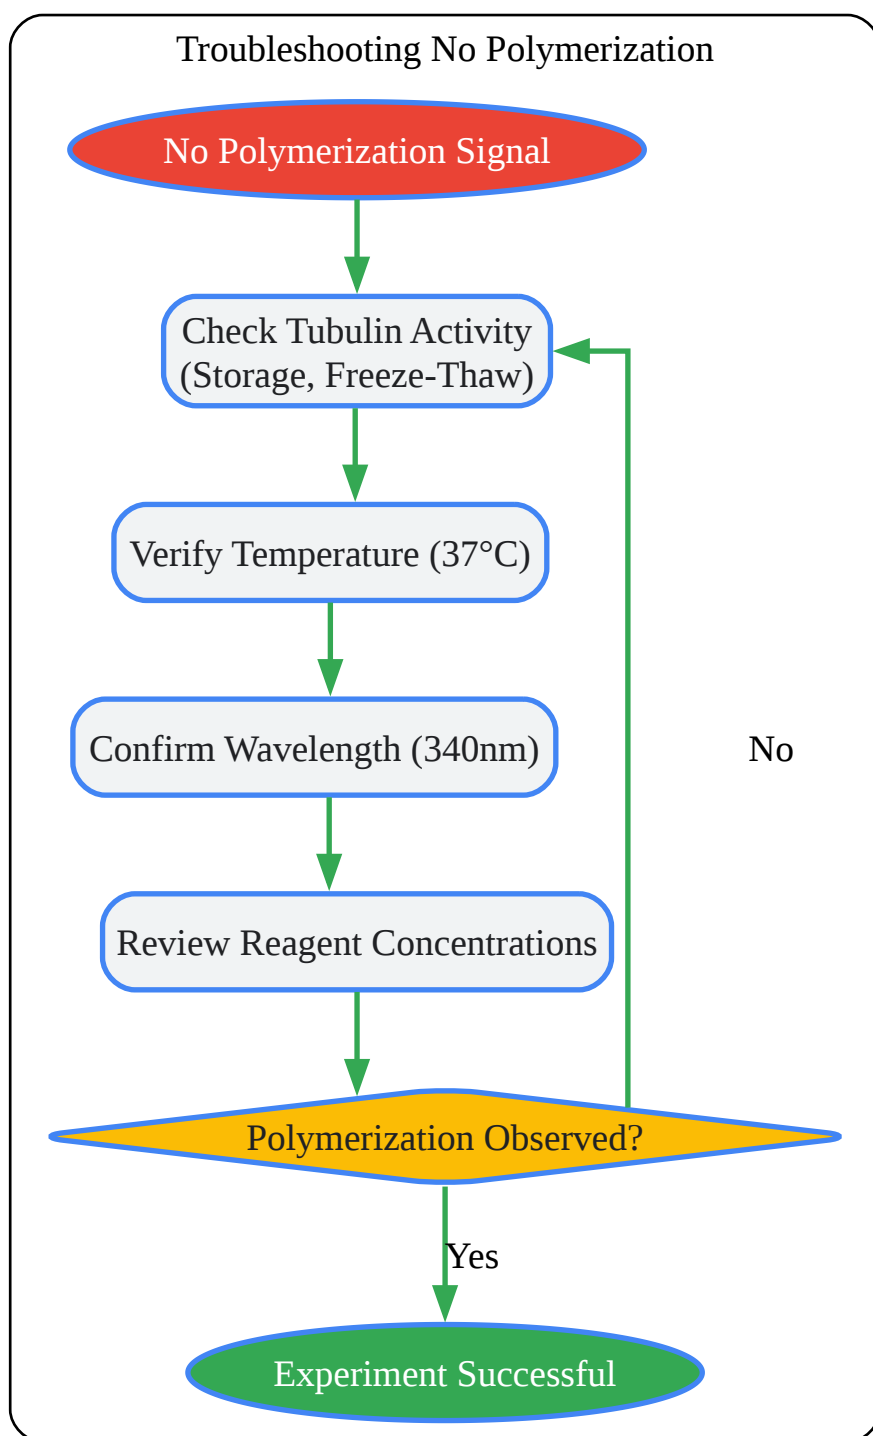 Troubleshooting No Polymerization
No Polymerization Signal
Check Tubulin Activity
(Storage, Freeze-Thaw)
Verify Temperature (37°C)
Confirm Wavelength (340nm)
No
Review Reagent Concentrations
Polymerization Observed?
Yes
Experiment Successful